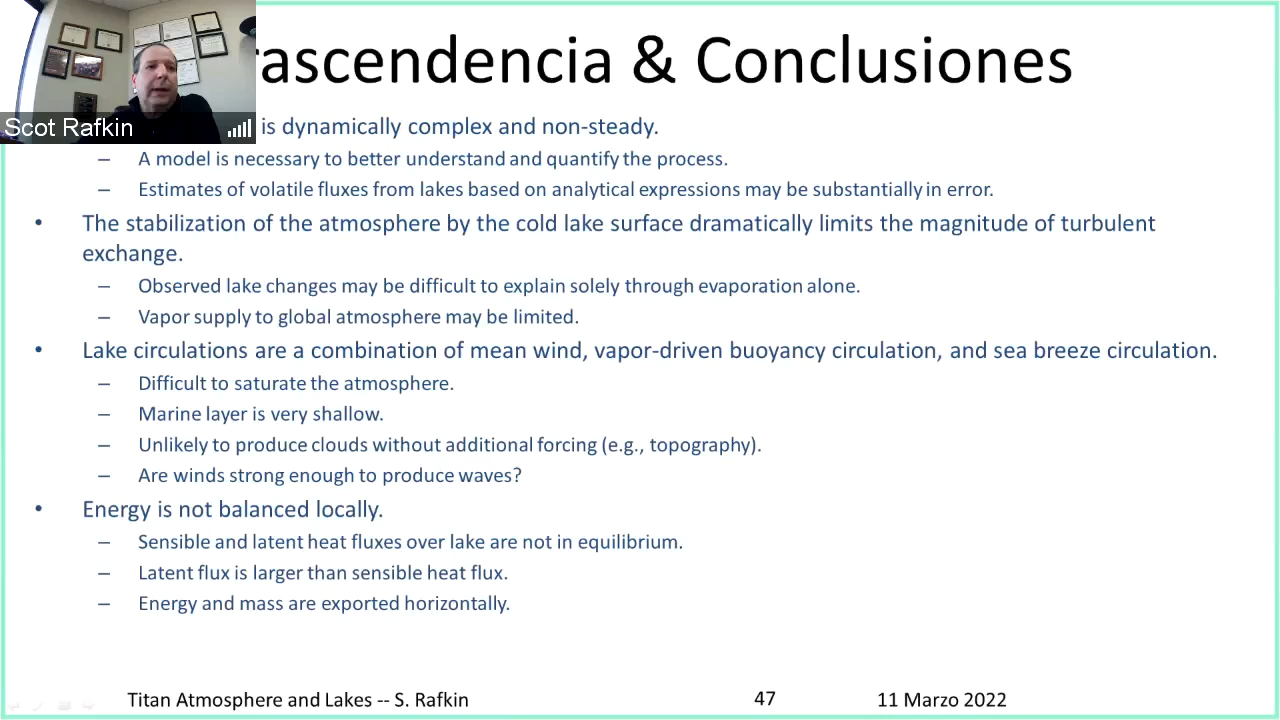 rascendencia & Conclusiones
Scot Rafkin
is dynamically complex and non-steady.
– A model is necessary to better understand and quantify the process.
– Estimates of volatile fluxes from lakes based on analytical expressions may be substantially in error.
• The stabilization of the atmosphere by the cold lake surface dramatically limits the magnitude of turbulent
exchange.
– Observed lake changes may be difficult to explain solely through evaporation alone.
– Vapor supply to global atmosphere may be limited.
• Lake circulations are a combination of mean wind, vapor-driven buoyancy circulation, and sea breeze circulation.
– Difficult to saturate the atmosphere.
– Marine layer is very shallow.
– Unlikely to produce clouds without additional forcing (e.g., topography).
– Are winds strong enough to produce waves?
• Energy is not balanced locally.
– Sensible and latent heat fluxes over lake are not in equilibrium.
– Latent flux is larger than sensible heat flux.
– Energy and mass are exported horizontally.
Titan Atmosphere and Lakes -- S. Rafkin 47 11 Marzo 2022